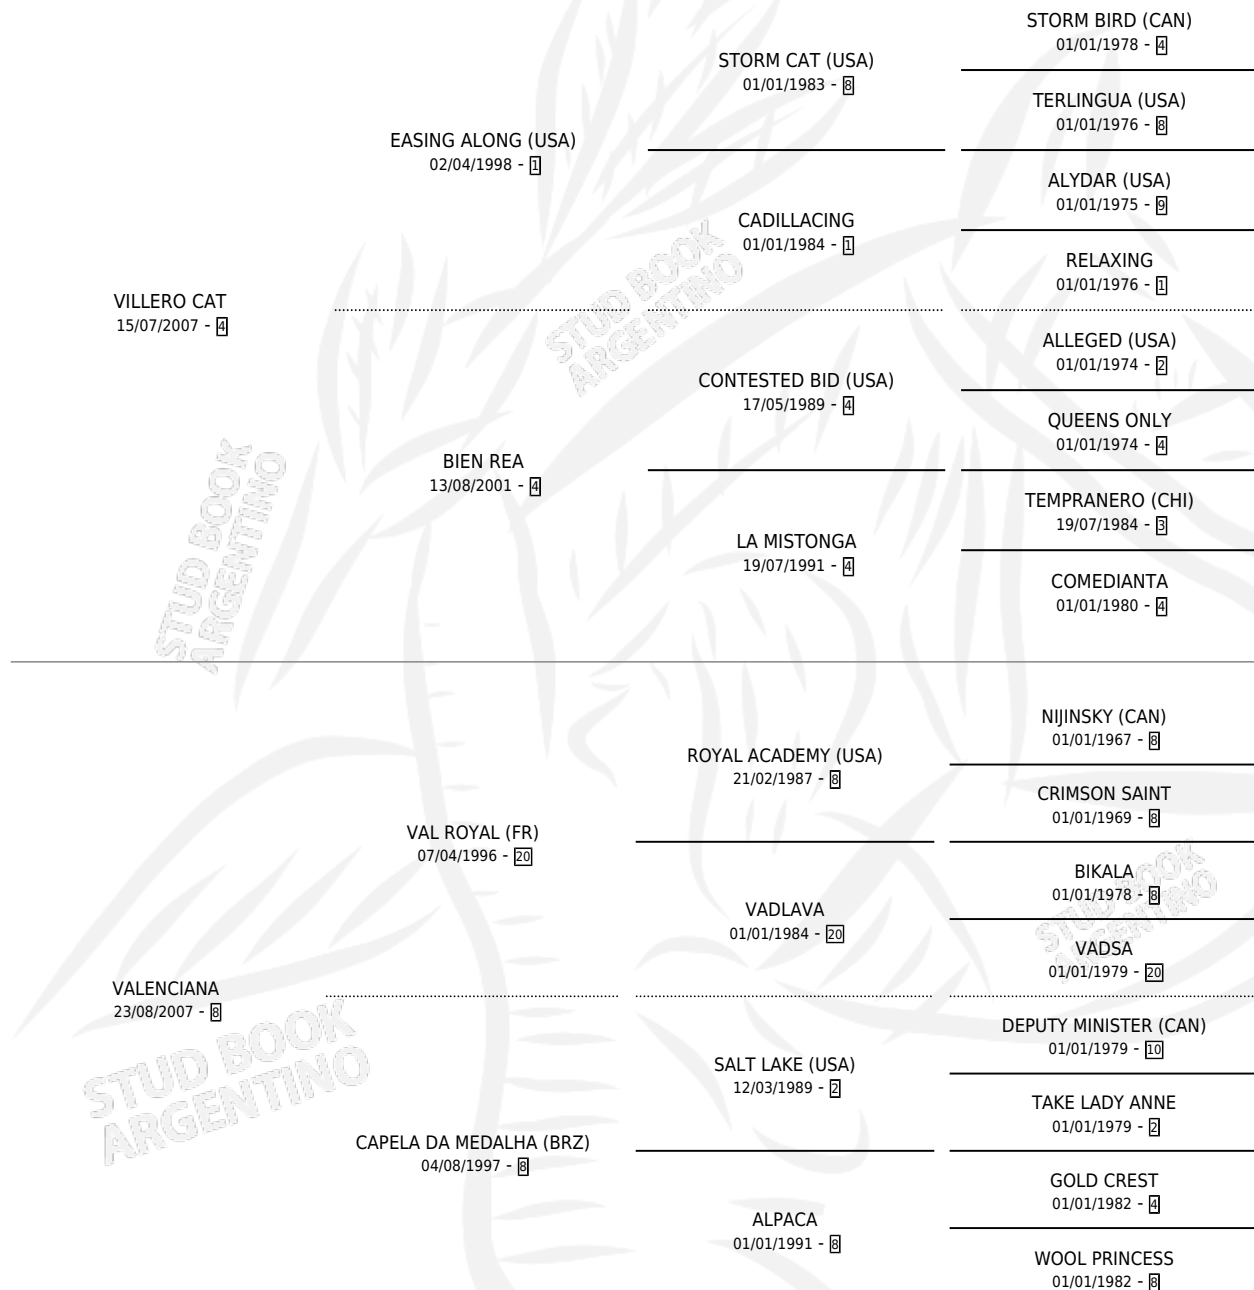 STORM BIRD (CAN)
01/01/1978 - 4
STORM CAT (USA)
01/01/1983 - 8
TERLINGUA (USA)
01/01/1976 - 8
EASING ALONG (USA)
02/04/1998 - 1
ALYDAR (USA)
01/01/1975 - 9
CADILLACING
01/01/1984 - 1
RELAXING
01/01/1976 - 1
VILLERO CAT
15/07/2007 - 4
ALLEGED (USA)
01/01/1974 - 2
CONTESTED BID (USA)
17/05/1989 - 4
QUEENS ONLY
01/01/1974 - 4
BIEN REA
13/08/2001 - 4
TEMPRANERO (CHI)
19/07/1984 - 3
LA MISTONGA
19/07/1991 - 4
COMEDIANTA
01/01/1980 - 4
STUD BOOK
ARGENTINO
STUD BOOK
ARGENTINO
NIJINSKY (CAN)
01/01/1967 - 8
ROYAL ACADEMY (USA)
21/02/1987 - 8
CRIMSON SAINT
01/01/1969 - 8
VAL ROYAL (FR)
07/04/1996 - 20
BIKALA
01/01/1978 - 8
VADLAVA
01/01/1984 - 20
VADSA
01/01/1979 - 20
VALENCIANA
23/08/2007 - 8
DEPUTY MINISTER (CAN)
01/01/1979 - 10
SALT LAKE (USA)
12/03/1989 - 2
TAKE LADY ANNE
01/01/1979 - 2
CAPELA DA MEDALHA (BRZ)
04/08/1997 - 8
GOLD CREST
01/01/1982 - 4
ALPACA
01/01/1991 - 8
WOOL PRINCESS
01/01/1982 - 8
STUD BOOK
ARGENTINO
STUD BOOK
ARGENTINO